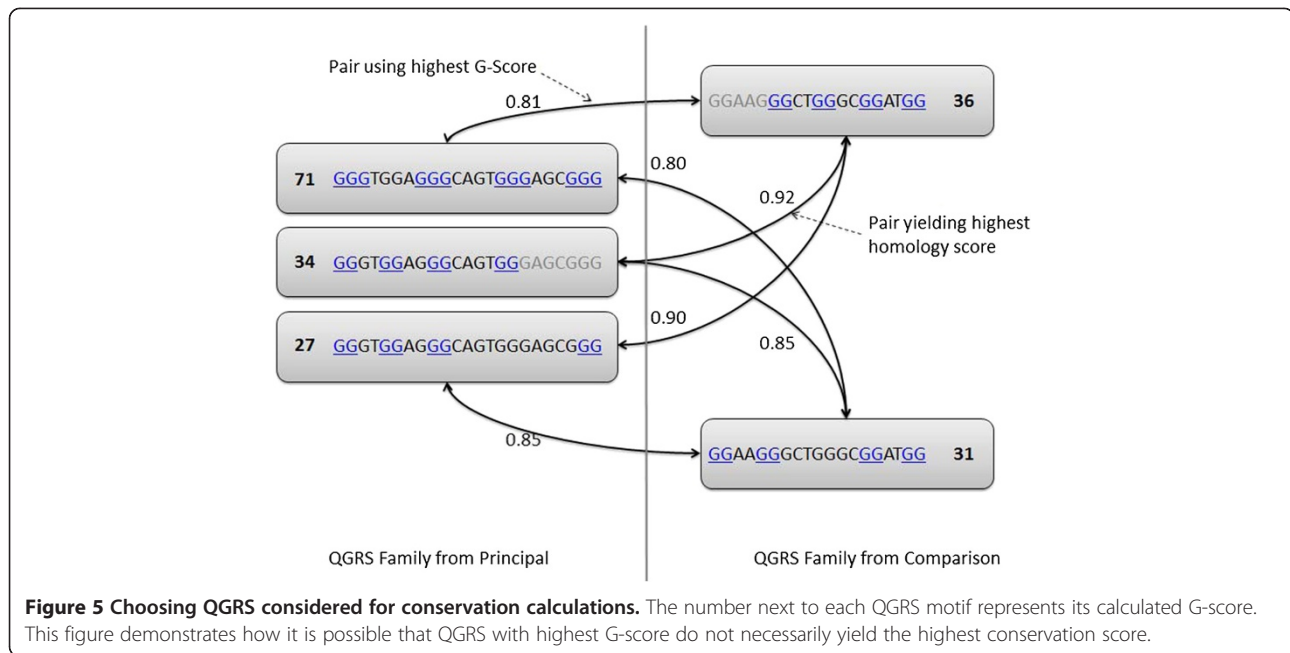 Pair using highest G-Score
0.81
GGAAGGGCTGGGCGGATGG 36
71 GGGTGGAGGGCAGTGGGAGCGGG
0.80
0.92
Pair yielding highest
homology score
34 GGGTGGAGGGCAGTGGGAGCGGG
27 GGGTGGAGGGCAGTGGGAGCGGG
0.90
0.85
0.85
GGAAGGGCTGGGCGGATGG 31
QGRS Family from Principal
QGRS Family from Comparison
Figure 5 Choosing QGRS considered for conservation calculations. The number next to each QGRS motif represents its calculated G-score.
This figure demonstrates how it is possible that QGRS with highest G-score do not necessarily yield the highest conservation score.